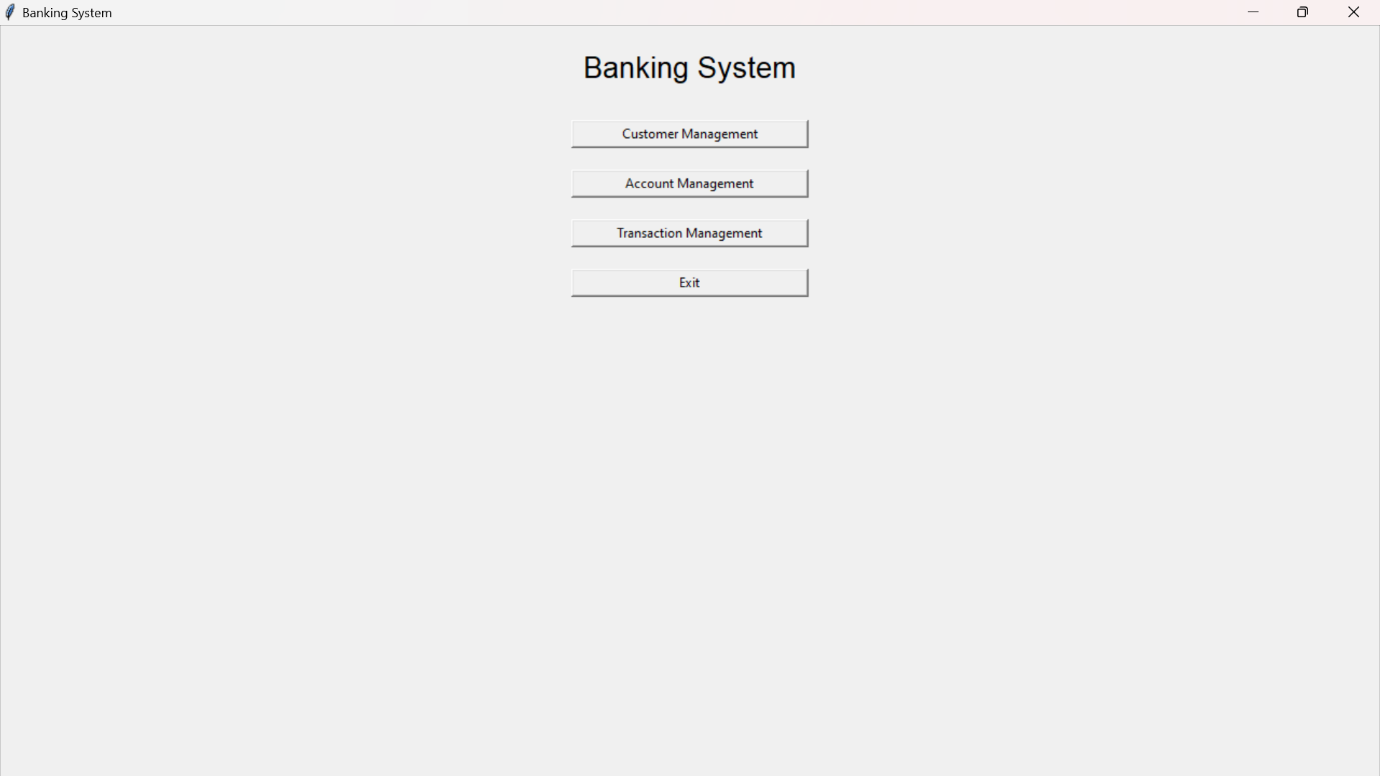 Banking System
Banking System
Customer Management
Account Management
Transaction Management
Exit